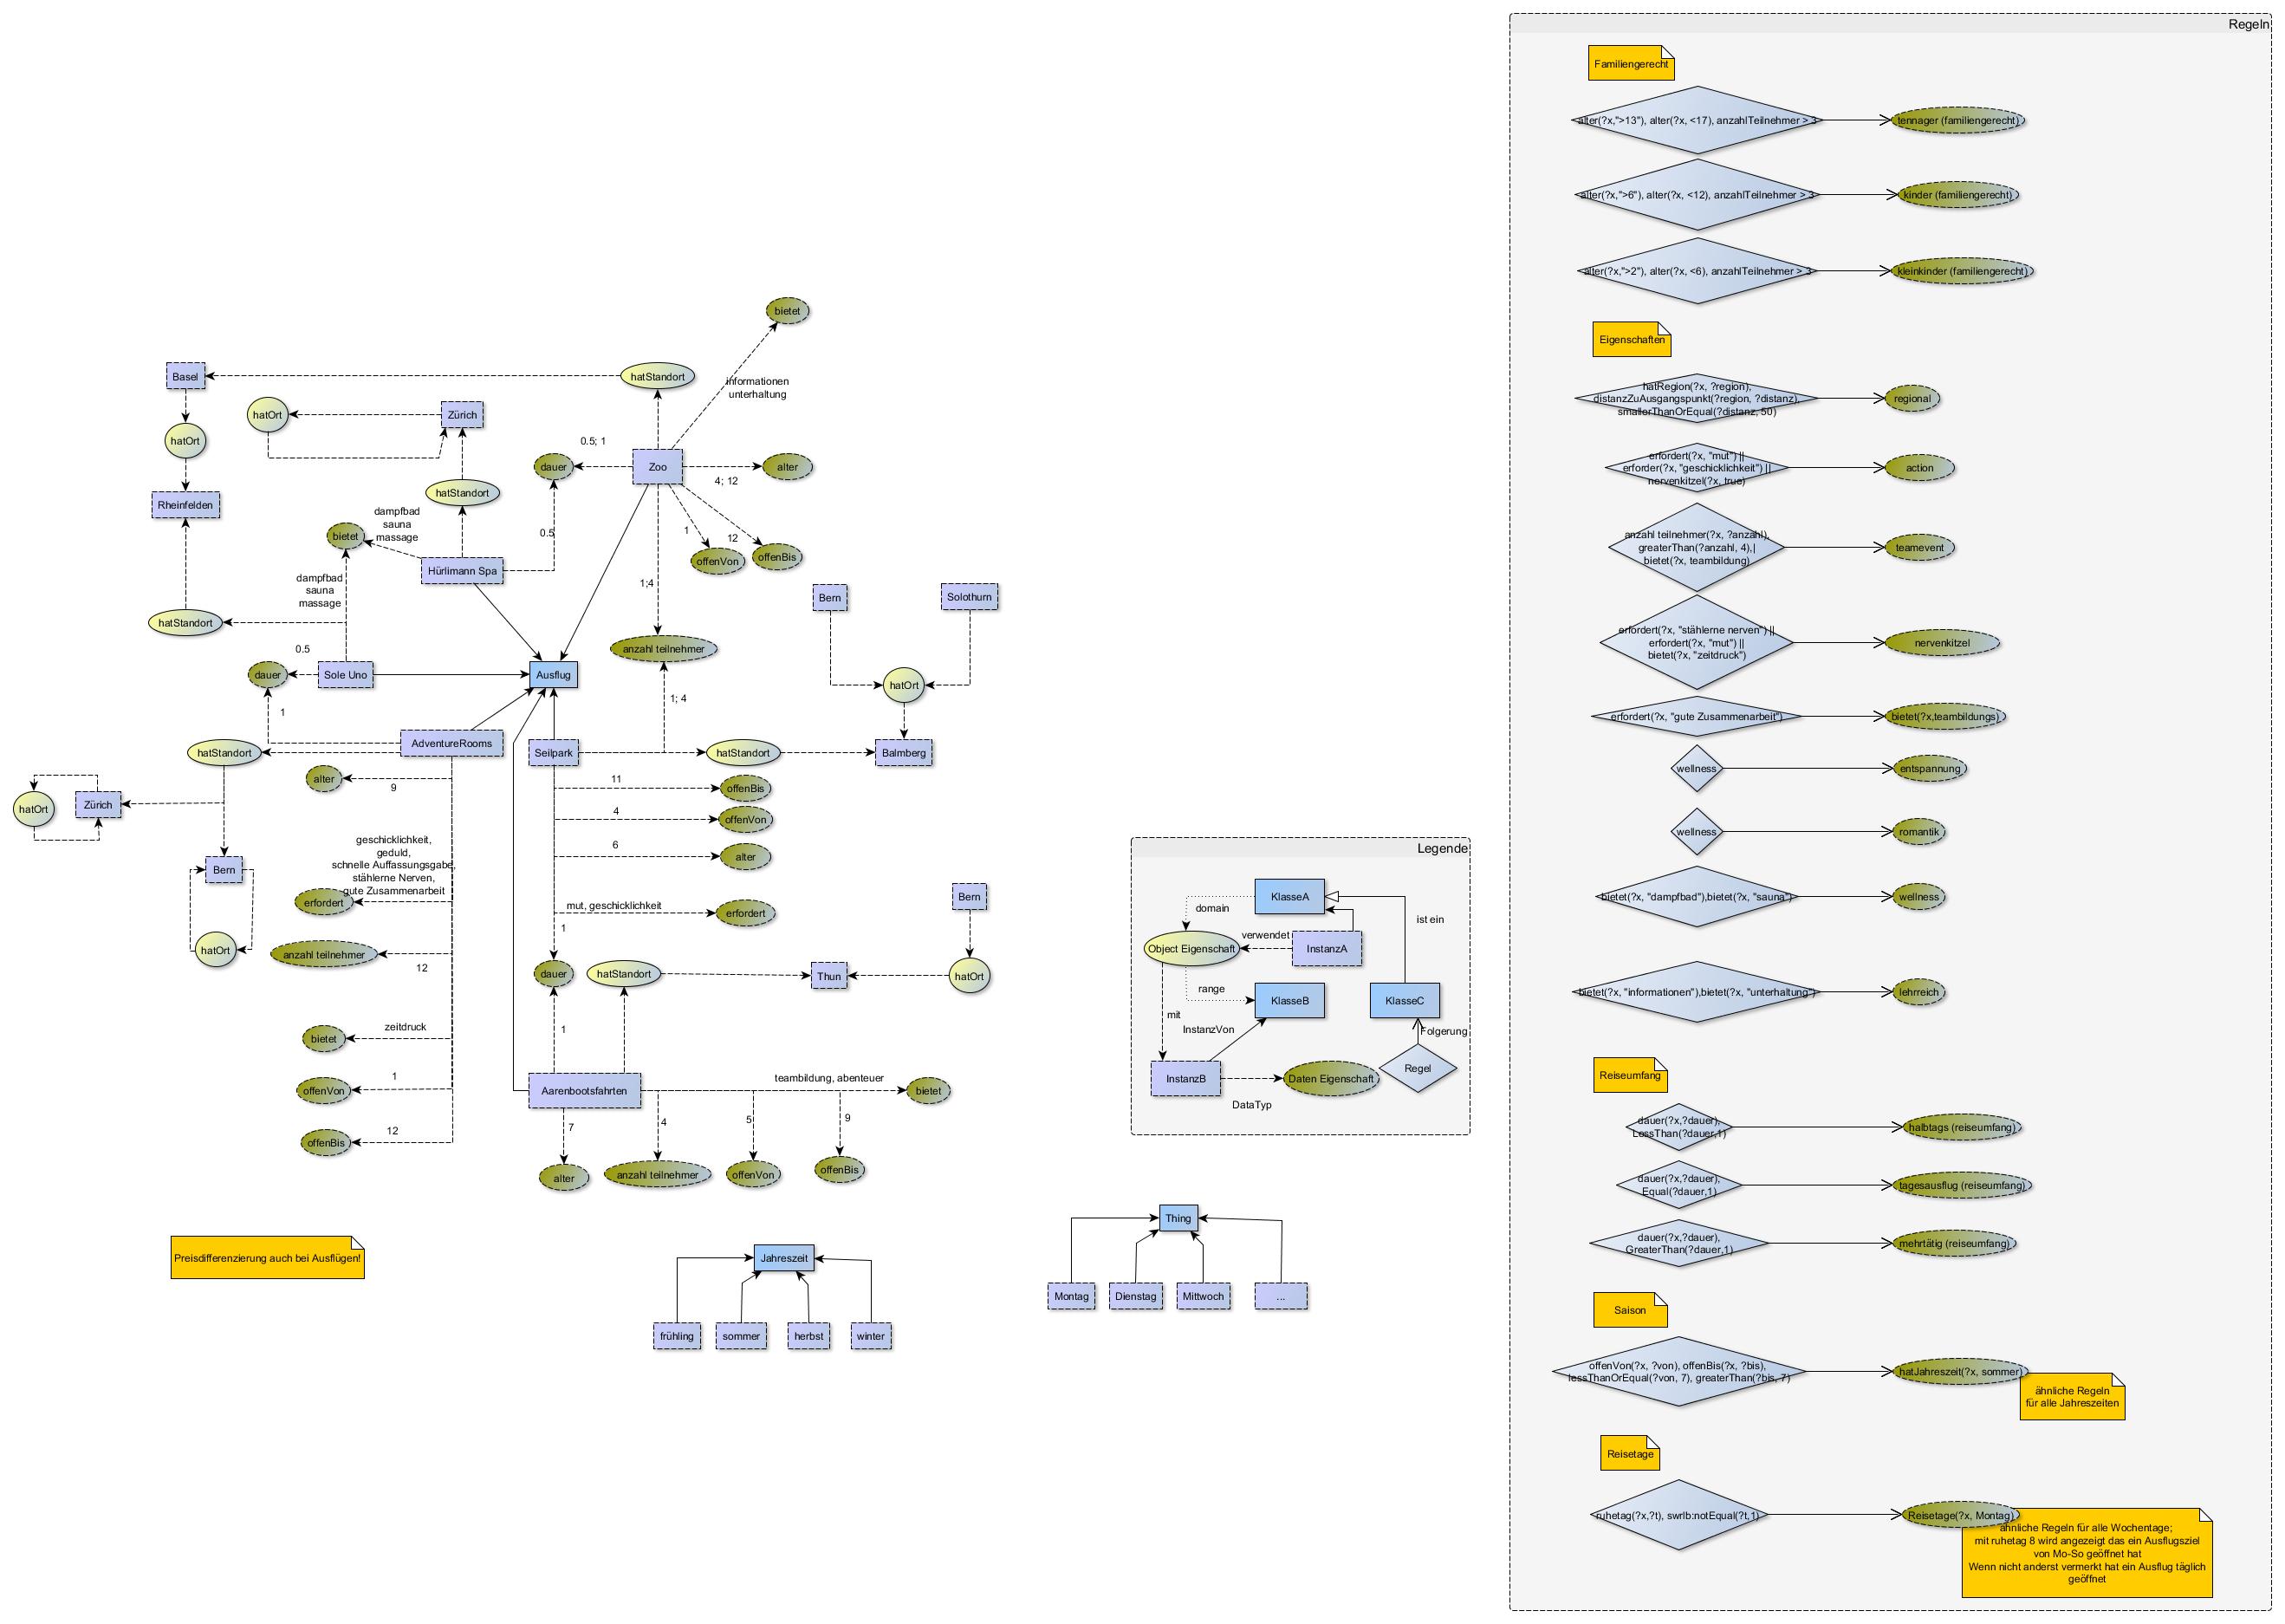 Regeln
Familiengerecht
alter(?x,">13"), alter(?x, <17), anzahlTeilnehmer > 3
tennager (familiengerecht)
alter(?x,">6"), alter(?x, <12), anzahlTeilnehmer > 3
kinder (familiengerecht)
alter(?x,">2"), alter(?x, <6), anzahlTeilnehmer > 3
kleinkinder (familiengerecht)
Eigenschaften
hatRegion(?x, ?region),
distanzZuAusgangspunkt(?region, ?distanz),
smallerThanOrEqual(?distanz, 50)
regional
erfordert(?x, "mut") ||
erforder(?x, "geschicklichkeit") ||
nervenkitzel(?x, true)
action
anzahl teilnehmer(?x, ?anzahl),
greaterThan(?anzahl, 4),|
bietet(?x, teambildung)
teamevent
erfordert(?x, "stählerne nerven") ||
erfordert(?x, "mut") ||
bietet(?x, "zeitdruck")
nervenkitzel
erfordert(?x, "gute Zusammenarbeit")
bietet(?x,teambildungs)
wellness
entspannung
wellness
romantik
bietet(?x, "dampfbad"),bietet(?x, "sauna")
wellness
bietet(?x, "informationen"),bietet(?x, "unterhaltung")
lehrreich
Reiseumfang
dauer(?x,?dauer),
LessThan(?dauer,1)
halbtags (reiseumfang)
dauer(?x,?dauer),
Equal(?dauer,1)
tagesausflug (reiseumfang)
dauer(?x,?dauer),
GreaterThan(?dauer,1)
mehrtätig (reiseumfang)
Saison
offenVon(?x, ?von), offenBis(?x, ?bis),
lessThanOrEqual(?von, 7), greaterThan(?bis, 7)
hatJahreszeit(?x, sommer)
ähnliche Regeln
für alle Jahreszeiten
Reisetage
ruhetag(?x,?t), swrlb:notEqual(?t,1)
Reisetage(?x, Montag)
ähnliche Regeln für alle Wochentage;
mit ruhetag 8 wird angezeigt das ein Ausflugsziel
von Mo-So geöffnet hat
Wenn nicht anderst vermerkt hat ein Ausflug täglich
geöffnet
bietet
informationen
unterhaltung
Basel
hatStandort
hatOrt
Zürich
hatOrt
0.5; 1
dauer
Zoo
alter
4; 12
Rheinfelden
hatStandort
dampfbad
sauna
massage
bietet
0.5
1
12
offenVon
offenBis
Hürlimann Spa
dampfbad
sauna
massage
1;4
Bern
Solothurn
hatStandort
anzahl teilnehmer
0.5
dauer
Sole Uno
Ausflug
hatOrt
1; 4
1
AdventureRooms
hatStandort
Seilpark
hatStandort
Balmberg
alter
9
11
offenBis
hatOrt
Zürich
4
offenVon
geschicklichkeit,
geduld,
schnelle Auffassungsgabe,
stählerne Nerven,
gute Zusammenarbeit
6
alter
Bern
erfordert
mut, geschicklichkeit
erfordert
Bern
1
hatOrt
anzahl teilnehmer
12
dauer
hatStandort
Thun
hatOrt
bietet
zeitdruck
1
offenVon
1
Aarenbootsfahrten
teambildung, abenteuer
bietet
offenBis
12
7
4
5
9
alter
anzahl teilnehmer
offenVon
offenBis
Legende
KlasseA
domain
ist ein
Object Eigenschaft
verwendet
InstanzA
range
KlasseB
KlasseC
mit
InstanzVon
Folgerung
InstanzB
Daten Eigenschaft
Regel
DataTyp
Preisdifferenzierung auch bei Ausflügen!
Jahreszeit
frühling
sommer
herbst
winter
Thing
Montag
Dienstag
Mittwoch
...